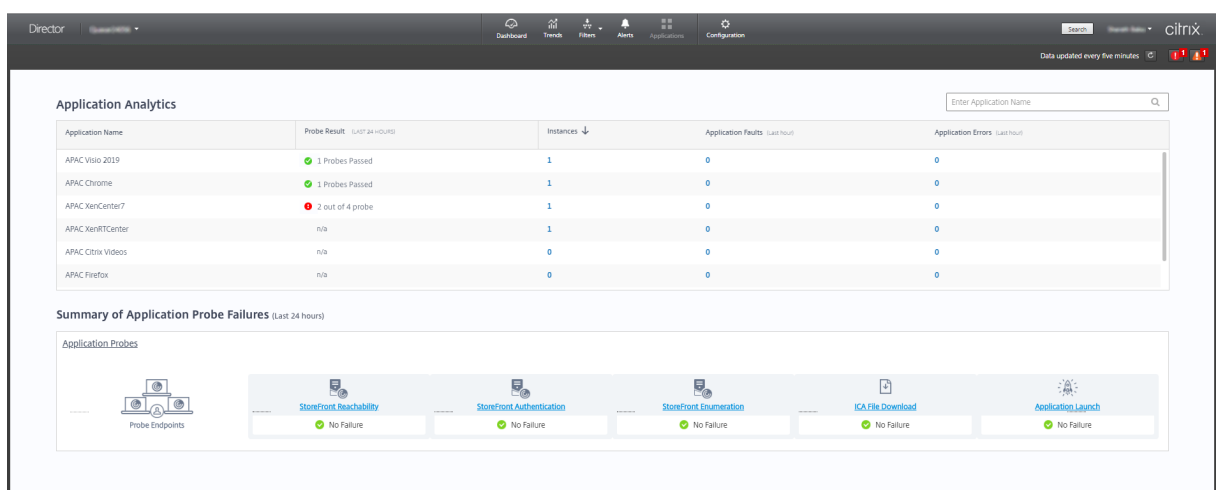 Director
Dashboard Trends Filters Alerts Applications Configuration
Search
citrix
Data updated every five minutes
! 1 ! 1
Application Analytics
Enter Application Name
Application Name Probe Result (LAST 24 HOURS) Instances ↓ Application Faults (Last hour) Application Errors (Last hour)
APAC Visio 2019 1 Probes Passed 1 0 0
APAC Chrome 1 Probes Passed 1 0 0
APAC XenCenter7 2 out of 4 probe 1 0 0
APAC XenRTCenter n/a 1 0 0
APAC Citrix Videos n/a 0 0 0
APAC Firefox n/a 0 0 0
Summary of Application Probe Failures (Last 24 hours)
Application Probes
Probe Endpoints
StoreFront Reachability StoreFront Authentication StoreFront Enumeration ICA File Download Application Launch
No Failure No Failure No Failure No Failure No Failure